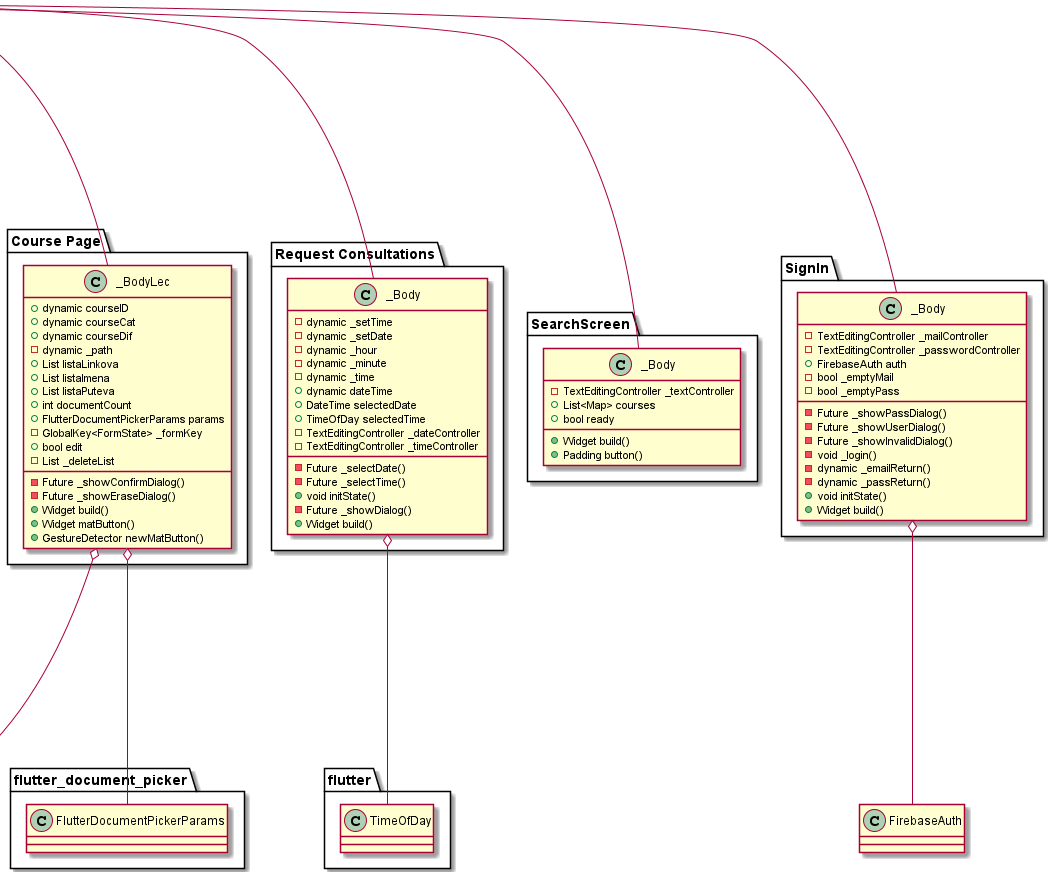 Course Page
C _BodyLec
dynamic courseID
dynamic courseCat
dynamic courseDif
dynamic _path
List listaLinkova
List listaImena
List listaPuteva
int documentCount
FlutterDocumentPickerParams params
GlobalKey<FormState> _formKey
bool edit
List _deleteList
Future _showConfirmDialog()
Future _showEraseDialog()
Widget build()
Widget matButton()
GestureDetector newMatButton()
Request Consultations
C _Body
dynamic _setTime
dynamic _setDate
dynamic _hour
dynamic _minute
dynamic _time
dynamic dateTime
DateTime selectedDate
TimeOfDay selectedTime
TextEditingController _dateController
TextEditingController _timeController
Future _selectDate()
Future _selectTime()
void initState()
Future _showDialog()
Widget build()
SearchScreen
C _Body
TextEditingController _textController
List<Map> courses
bool ready
Widget build()
Padding button()
SignIn
C _Body
TextEditingController _mailController
TextEditingController _passwordController
FirebaseAuth auth
bool _emptyMail
bool _emptyPass
Future _showPassDialog()
Future _showUserDialog()
Future _showInvalidDialog()
void _login()
dynamic _emailReturn()
dynamic _passReturn()
void initState()
Widget build()
flutter_document_picker
C FlutterDocumentPickerParams
flutter
C TimeOfDay
C FirebaseAuth